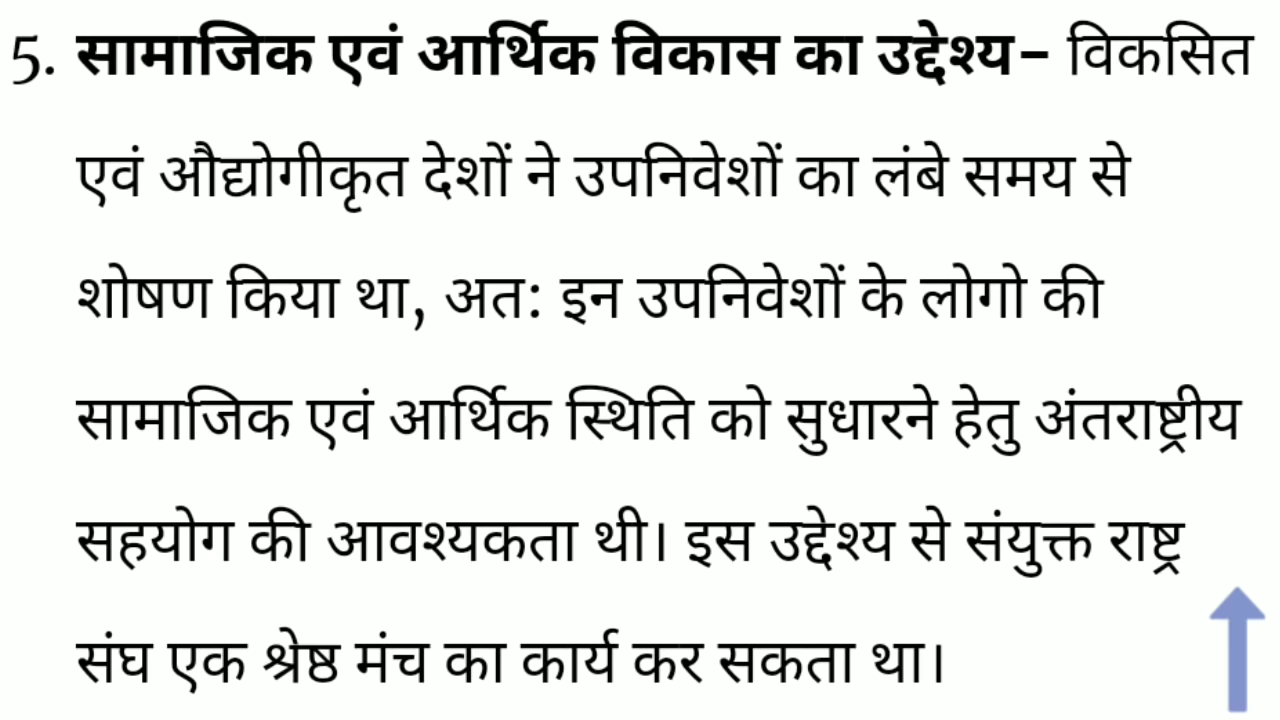 5. सामाजिक एवं आर्थिक विकास का उद्देश्य– विकसित
एवं औद्योगीकृत देशों ने उपनिवेशों का लंबे समय से
शोषण किया था, अत: इन उपनिवेशों के लोगो की
सामाजिक एवं आर्थिक स्थिति को सुधारने हेतु अंतराष्ट्रीय
सहयोग की आवश्यकता थी। इस उद्देश्य से संयुक्त राष्ट्र
संघ एक श्रेष्ठ मंच का कार्य कर सकता था।